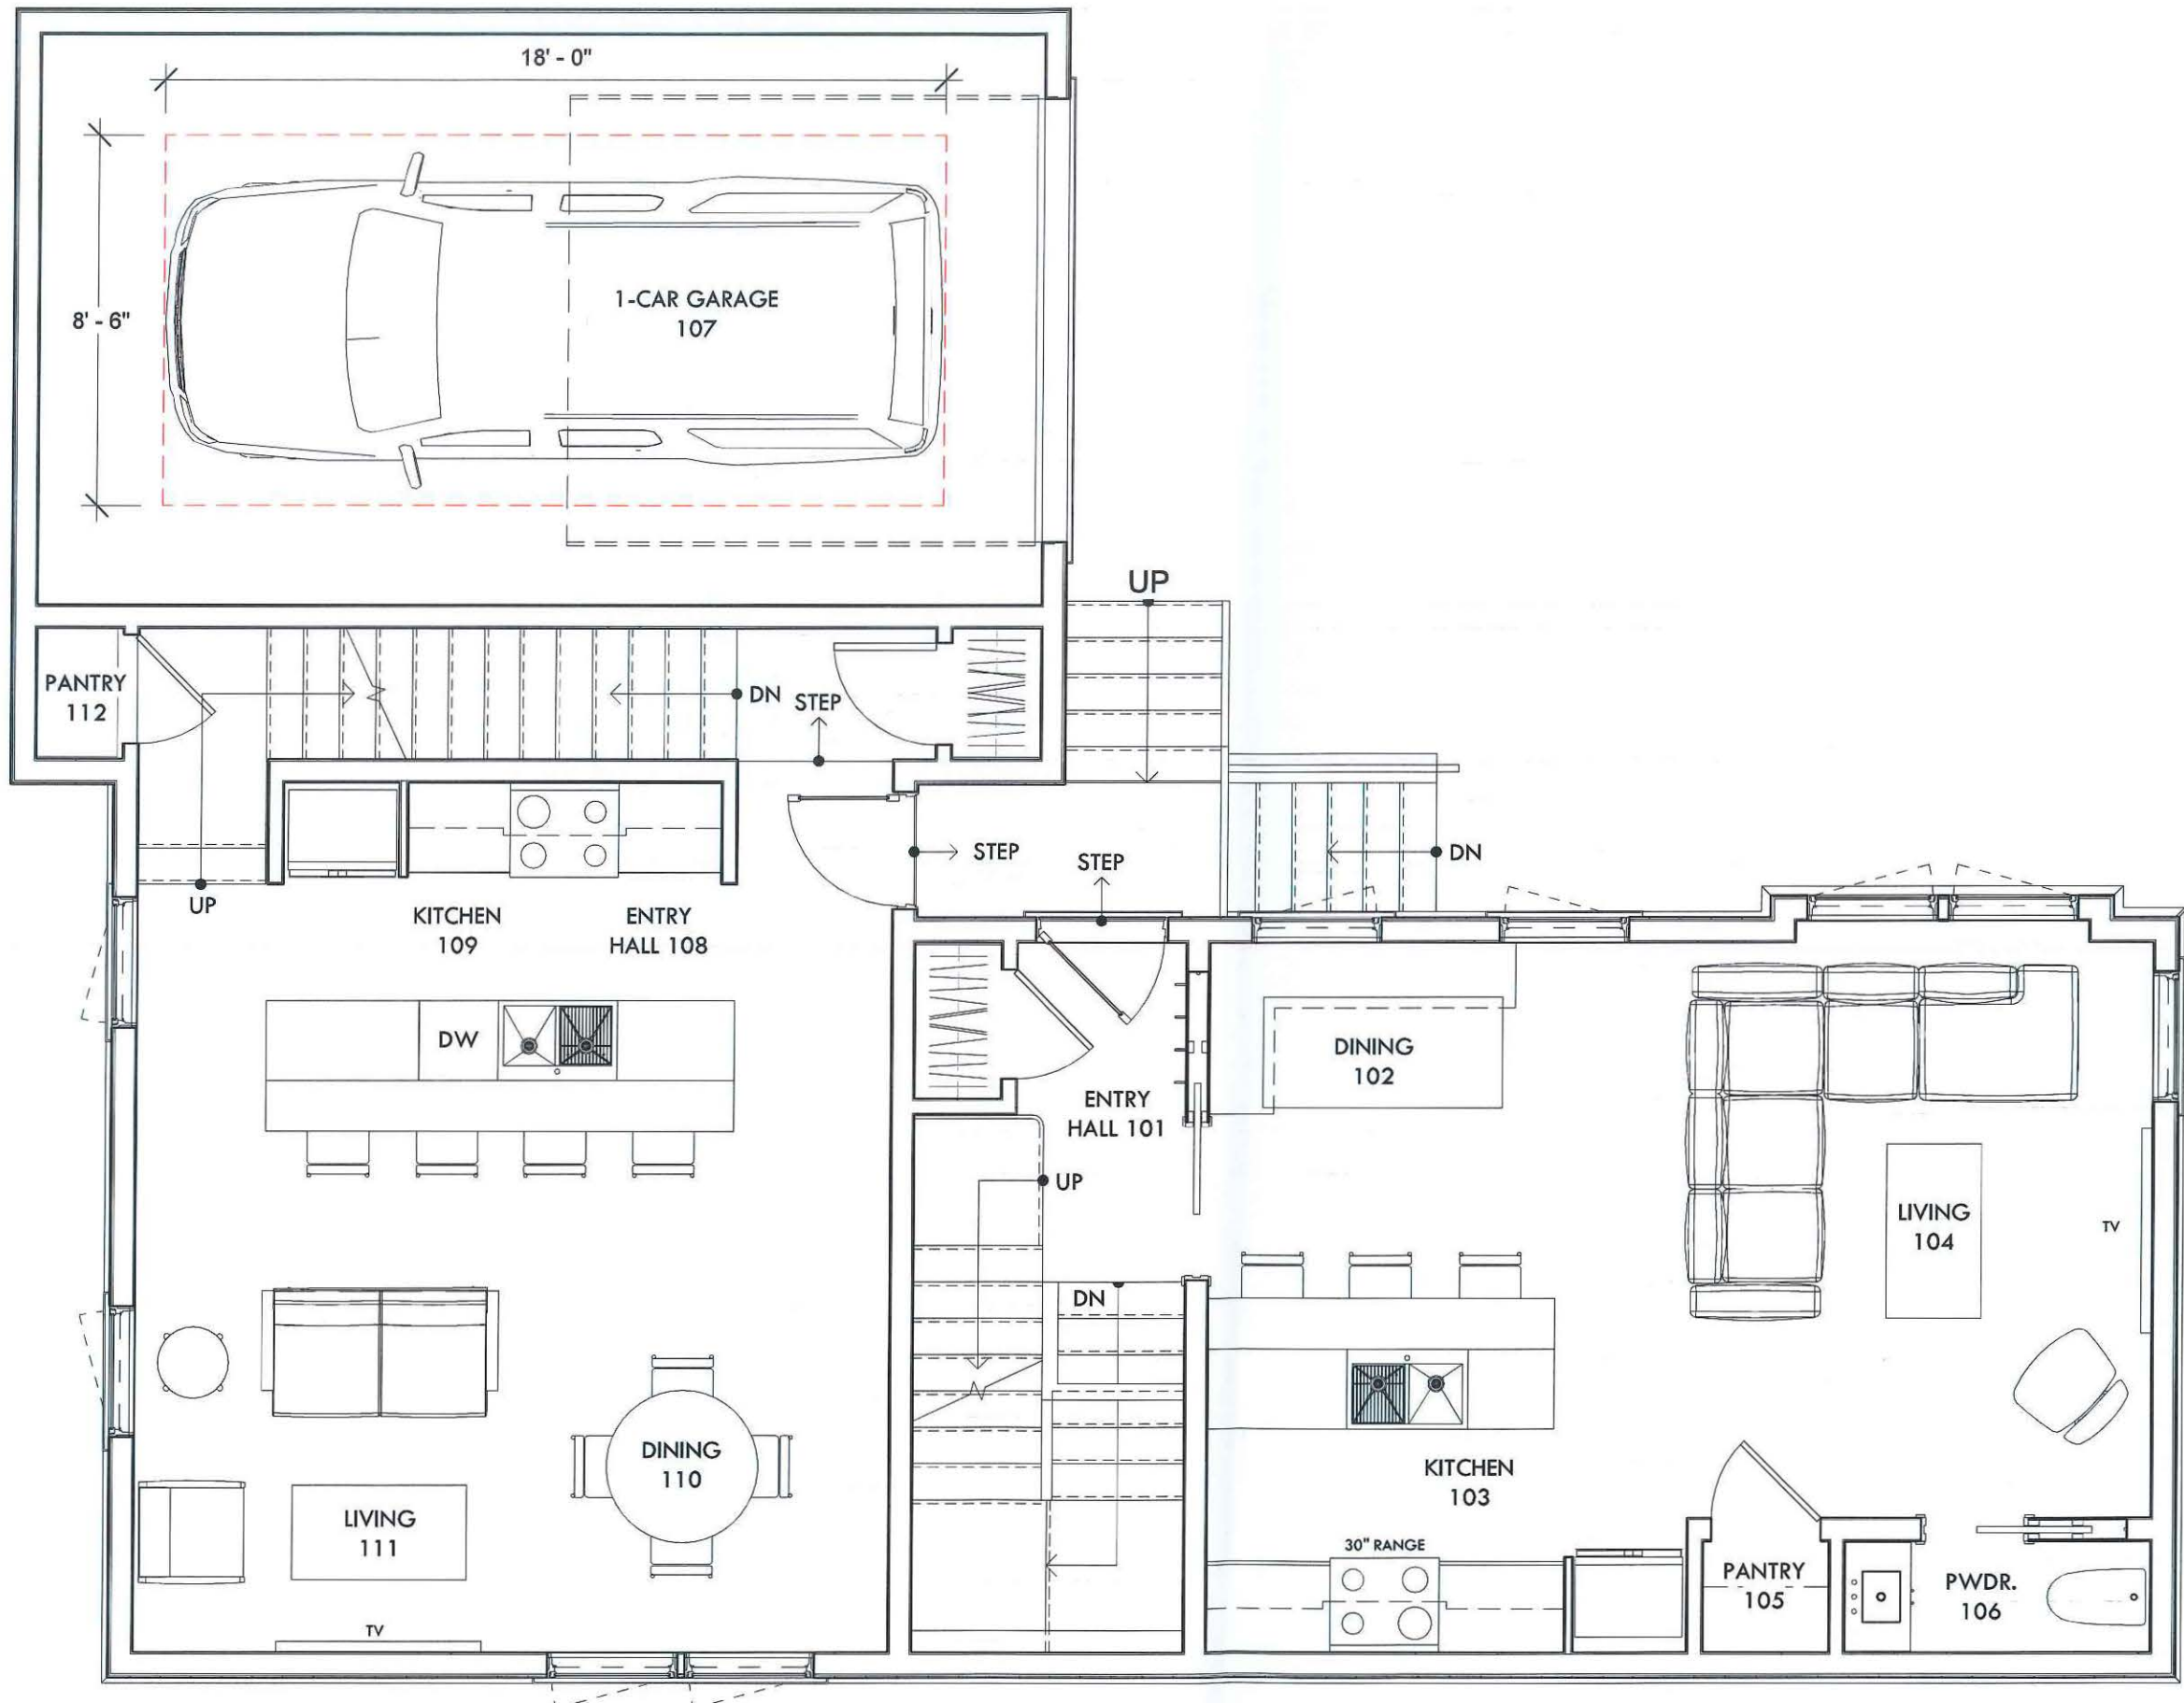 18' - 0"
8' - 6"
1-CAR GARAGE
107
UP
PANTRY
112
DN
STEP
STEP
STEP
DN
UP
KITCHEN
109
ENTRY
HALL 108
DW
DINING
102
ENTRY
HALL 101
UP
LIVING
104
TV
DN
DINING
110
KITCHEN
103
LIVING
111
30" RANGE
PANTRY
105
PWDR.
106
TV